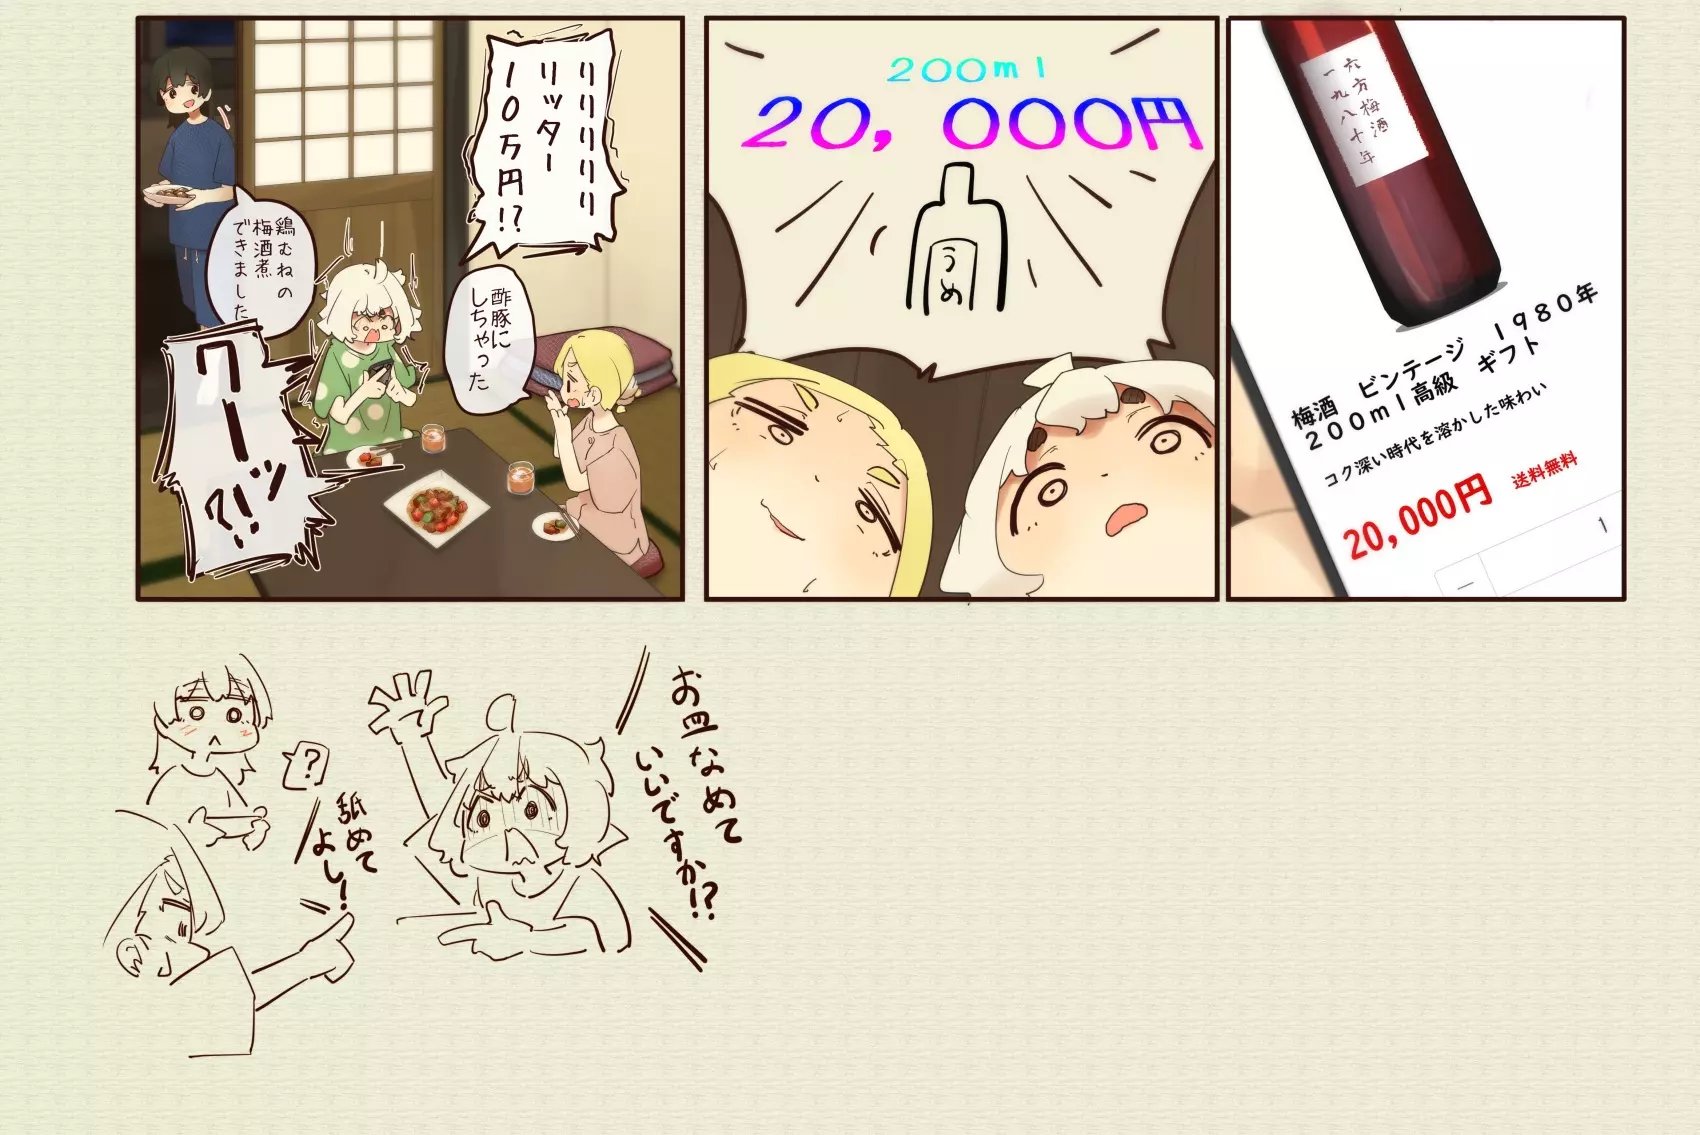 六方梅酒
一九八十年
梅酒　ビンテージ　１９８０年
２００ｍｌ高級　ギフト
コク深い時代を溶かした味わい
20,000円 送料無料
1
－
200ml
20,000円
うめ
リリリリリリ
リッター
１０万円!?
酢豚に
しちゃった
鶏むねの
梅酒煮
できました
ワーッ
?!
お皿なめて
いいですか!?
?
舐めて
よし!